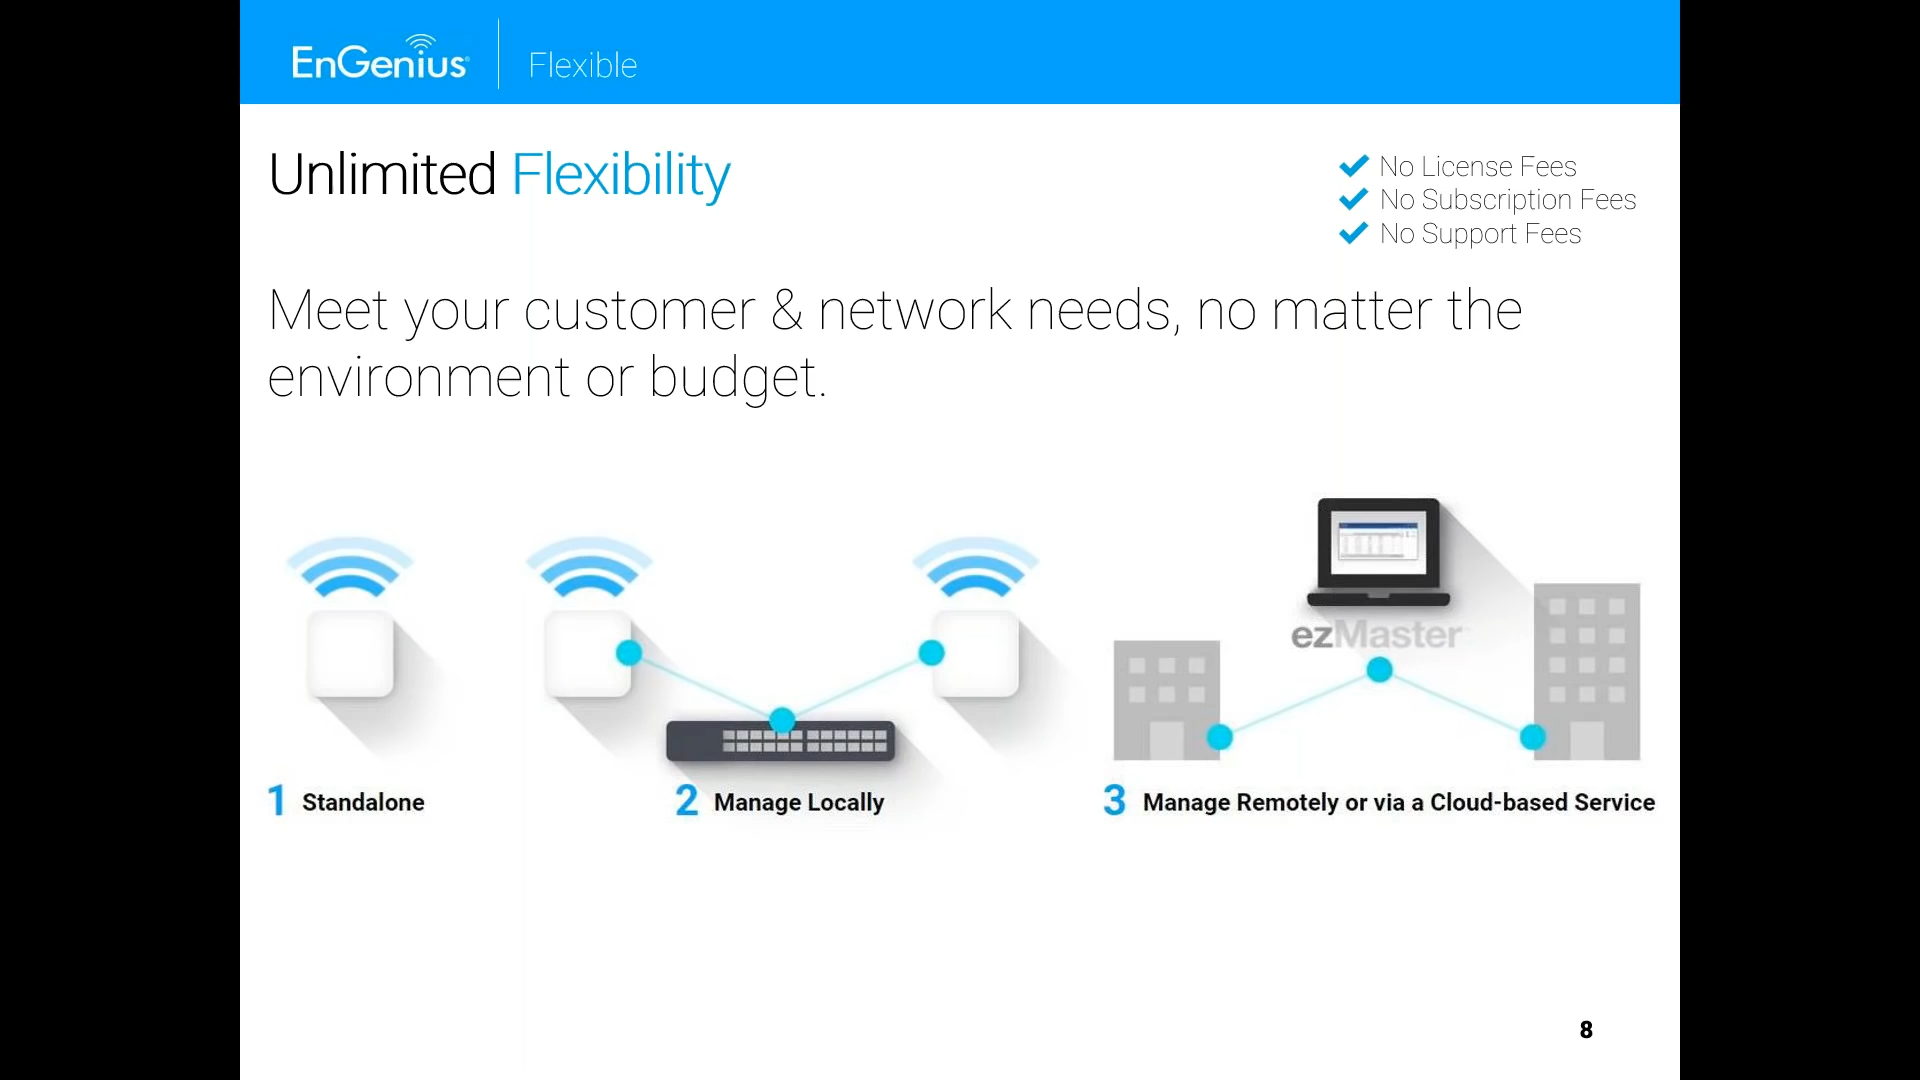 EnGenius
Flexible
Unlimited Flexibility
No License Fees
No Subscription Fees
No Support Fees
Meet your customer & network needs, no matter the
environment or budget.
ezMaster
1 Standalone
2 Manage Locally
3 Manage Remotely or via a Cloud-based Service
8